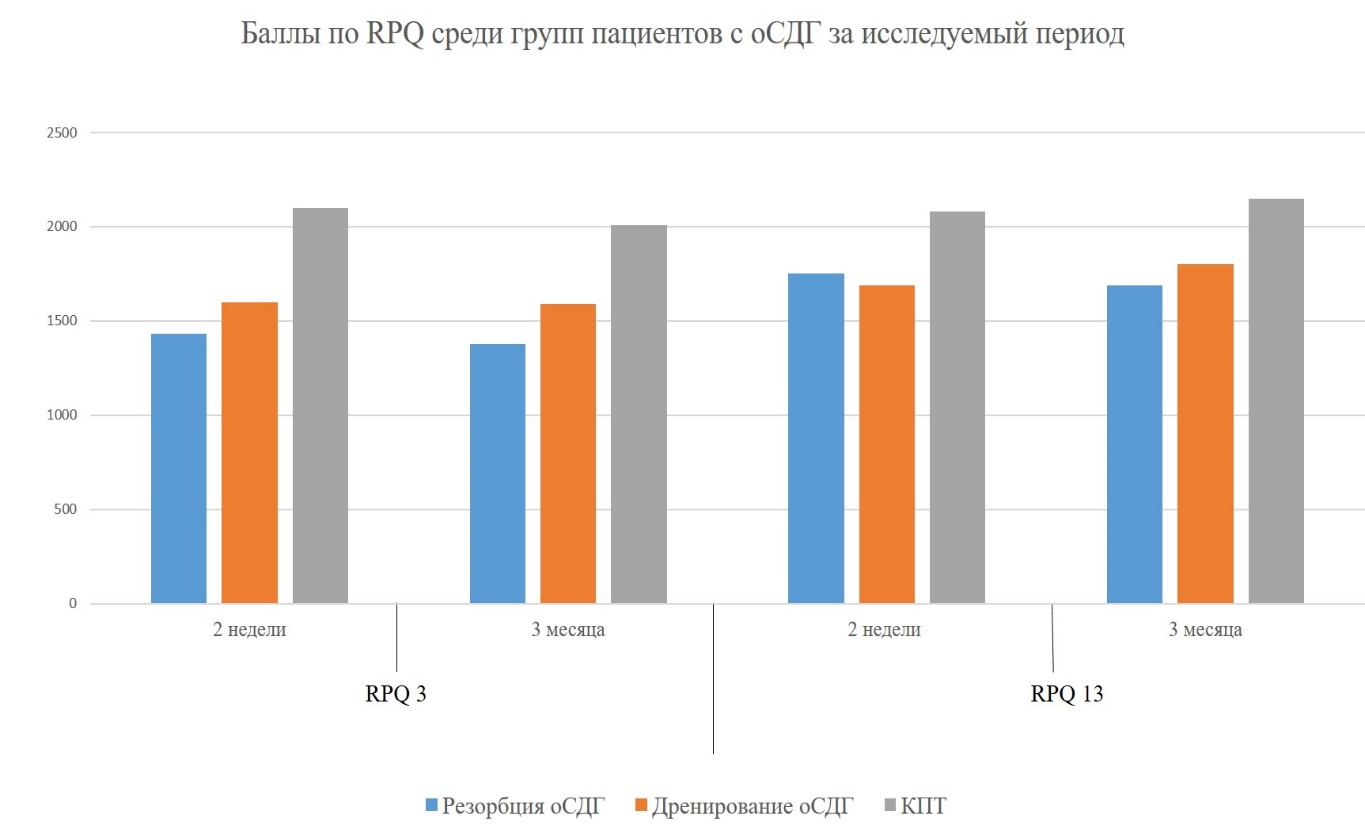 Баллы по RPQ среди групп пациентов с оСДГ за исследуемый период
2500
2000
1500
1000
500
0
2 недели 3 месяца 2 недели 3 месяца
RPQ 3 RPQ 13
Резорбция оСДГ Дренирование оСДГ КПТ